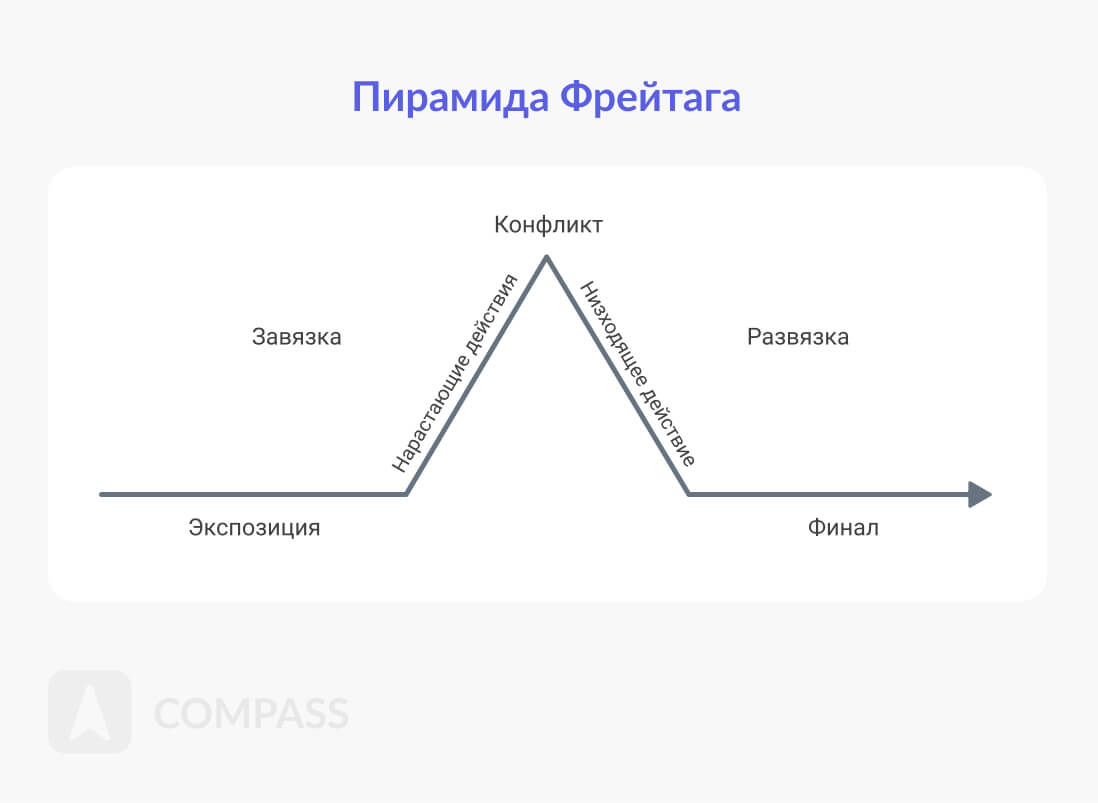 Пирамида Фрейтага
Конфликт
Завязка
Нарастающие действия
Низходящее действие
Развязка
Экспозиция
Финал
COMPASS